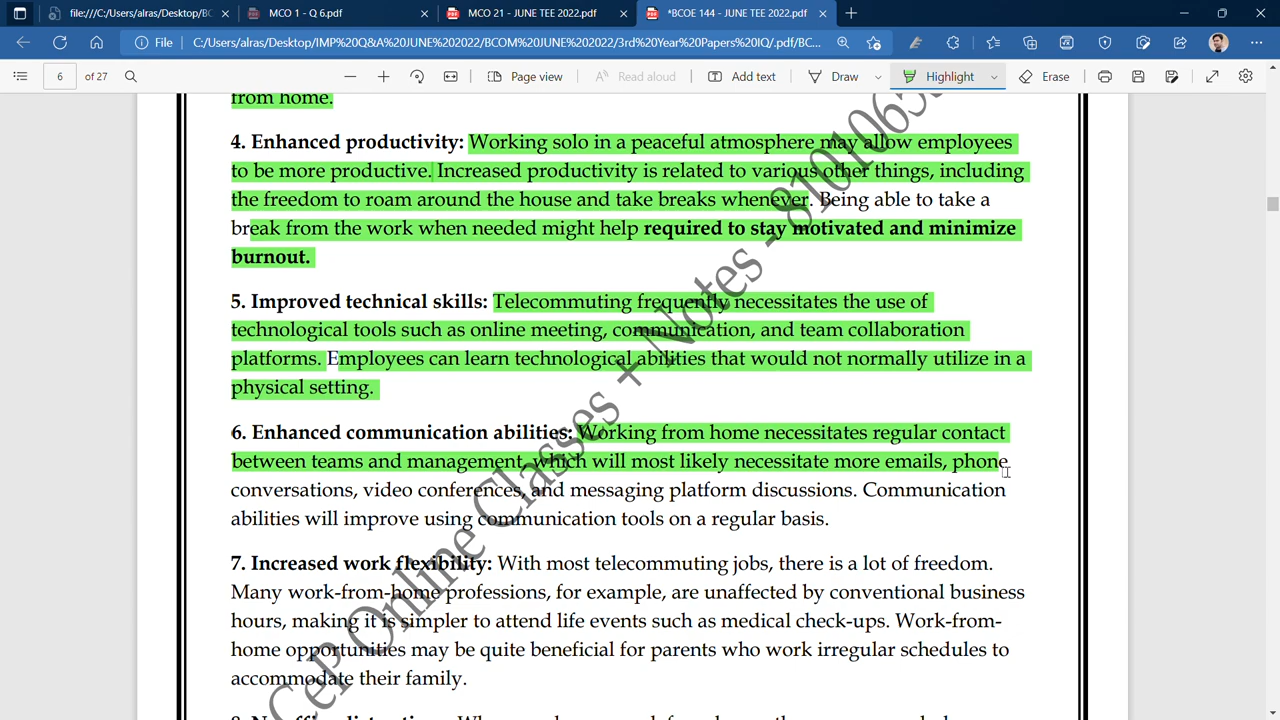 file:///C:/Users/alras/Desktop/BC
MCO 1 - Q 6.pdf
MCO 21 - JUNE TEE 2022.pdf
*BCOE 144 - JUNE TEE 2022.pdf
File
C:/Users/alras/Desktop/IMP%20Q&A%20JUNE%202022/BCOM%20JUNE%202022/3rd%20Year%20Papers%20IQ/.pdf/BC...
6 of 27
Page view
Read aloud
Add text
Draw
Highlight
Erase
from home.
4. Enhanced productivity: Working solo in a peaceful atmosphere may allow employees
to be more productive. Increased productivity is related to various other things, including
the freedom to roam around the house and take breaks whenever. Being able to take a
break from the work when needed might help required to stay motivated and minimize
burnout.
5. Improved technical skills: Telecommuting frequently necessitates the use of
technological tools such as online meeting, communication, and team collaboration
platforms. Employees can learn technological abilities that would not normally utilize in a
physical setting.
6. Enhanced communication abilities: Working from home necessitates regular contact
between teams and management, which will most likely necessitate more emails, phone
conversations, video conferences, and messaging platform discussions. Communication
abilities will improve using communication tools on a regular basis.
7. Increased work flexibility: With most telecommuting jobs, there is a lot of freedom.
Many work-from-home professions, for example, are unaffected by conventional business
hours, making it is simpler to attend life events such as medical check-ups. Work-from-
home opportunities may be quite beneficial for parents who work irregular schedules to
accommodate their family.
CeP Online Classes + Notes -